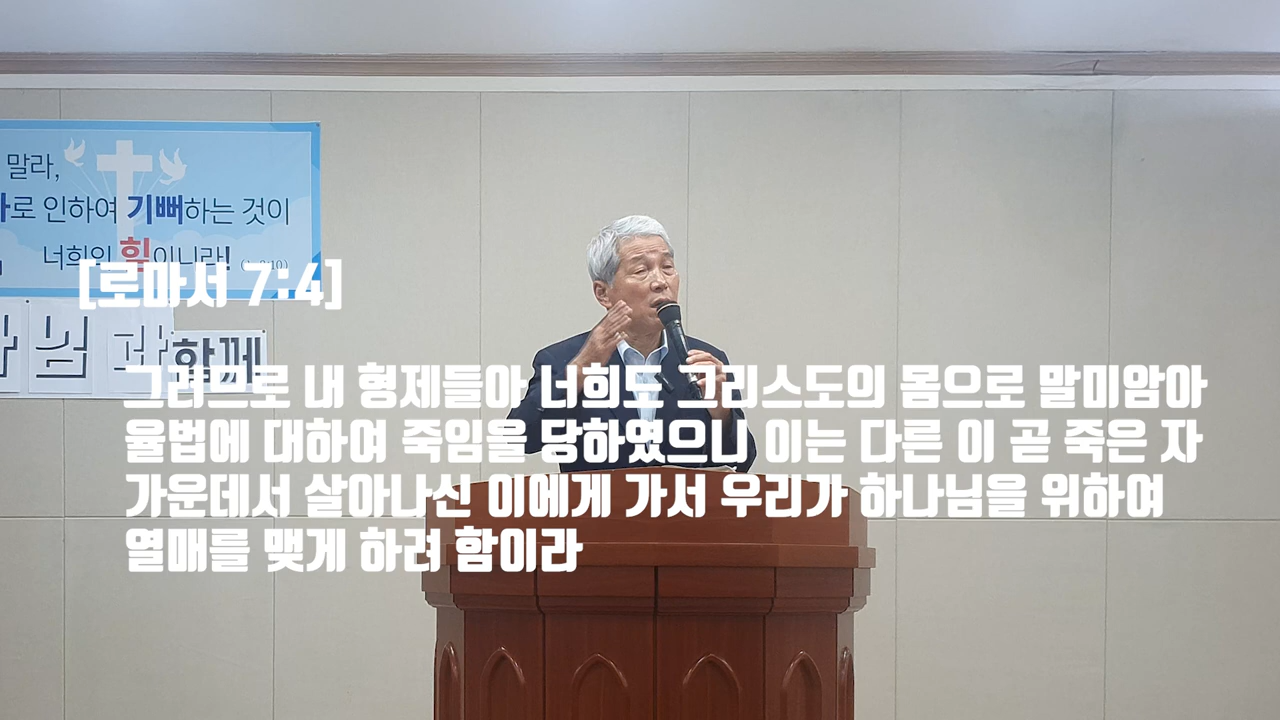 말라,
로 인하여 기뻐하는 것이
너희의 힘이니라!
[로마서 7:4]
님과 함께
그러므로 내 형제들아 너희도 그리스도의 몸으로 말미암아
율법에 대하여 죽임을 당하였으니 이는 다른 이 곧 죽은 자
가운데서 살아나신 이에게 가서 우리가 하나님을 위하여
열매를 맺게 하려 함이라